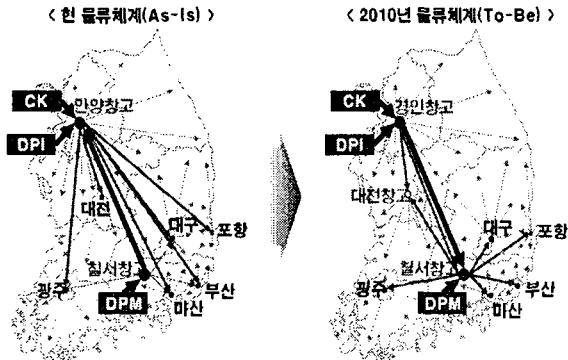 < 현 물류체계(As-Is) >
CK
안양창고
DPI
대전
대구
포항
칠서창고
광주
부산
DPM
마산
< 2010년 물류체계(To-Be) >
CK
경인창고
DPI
대전창고
대구
포항
칠서창고
광주
부산
DPM
마산